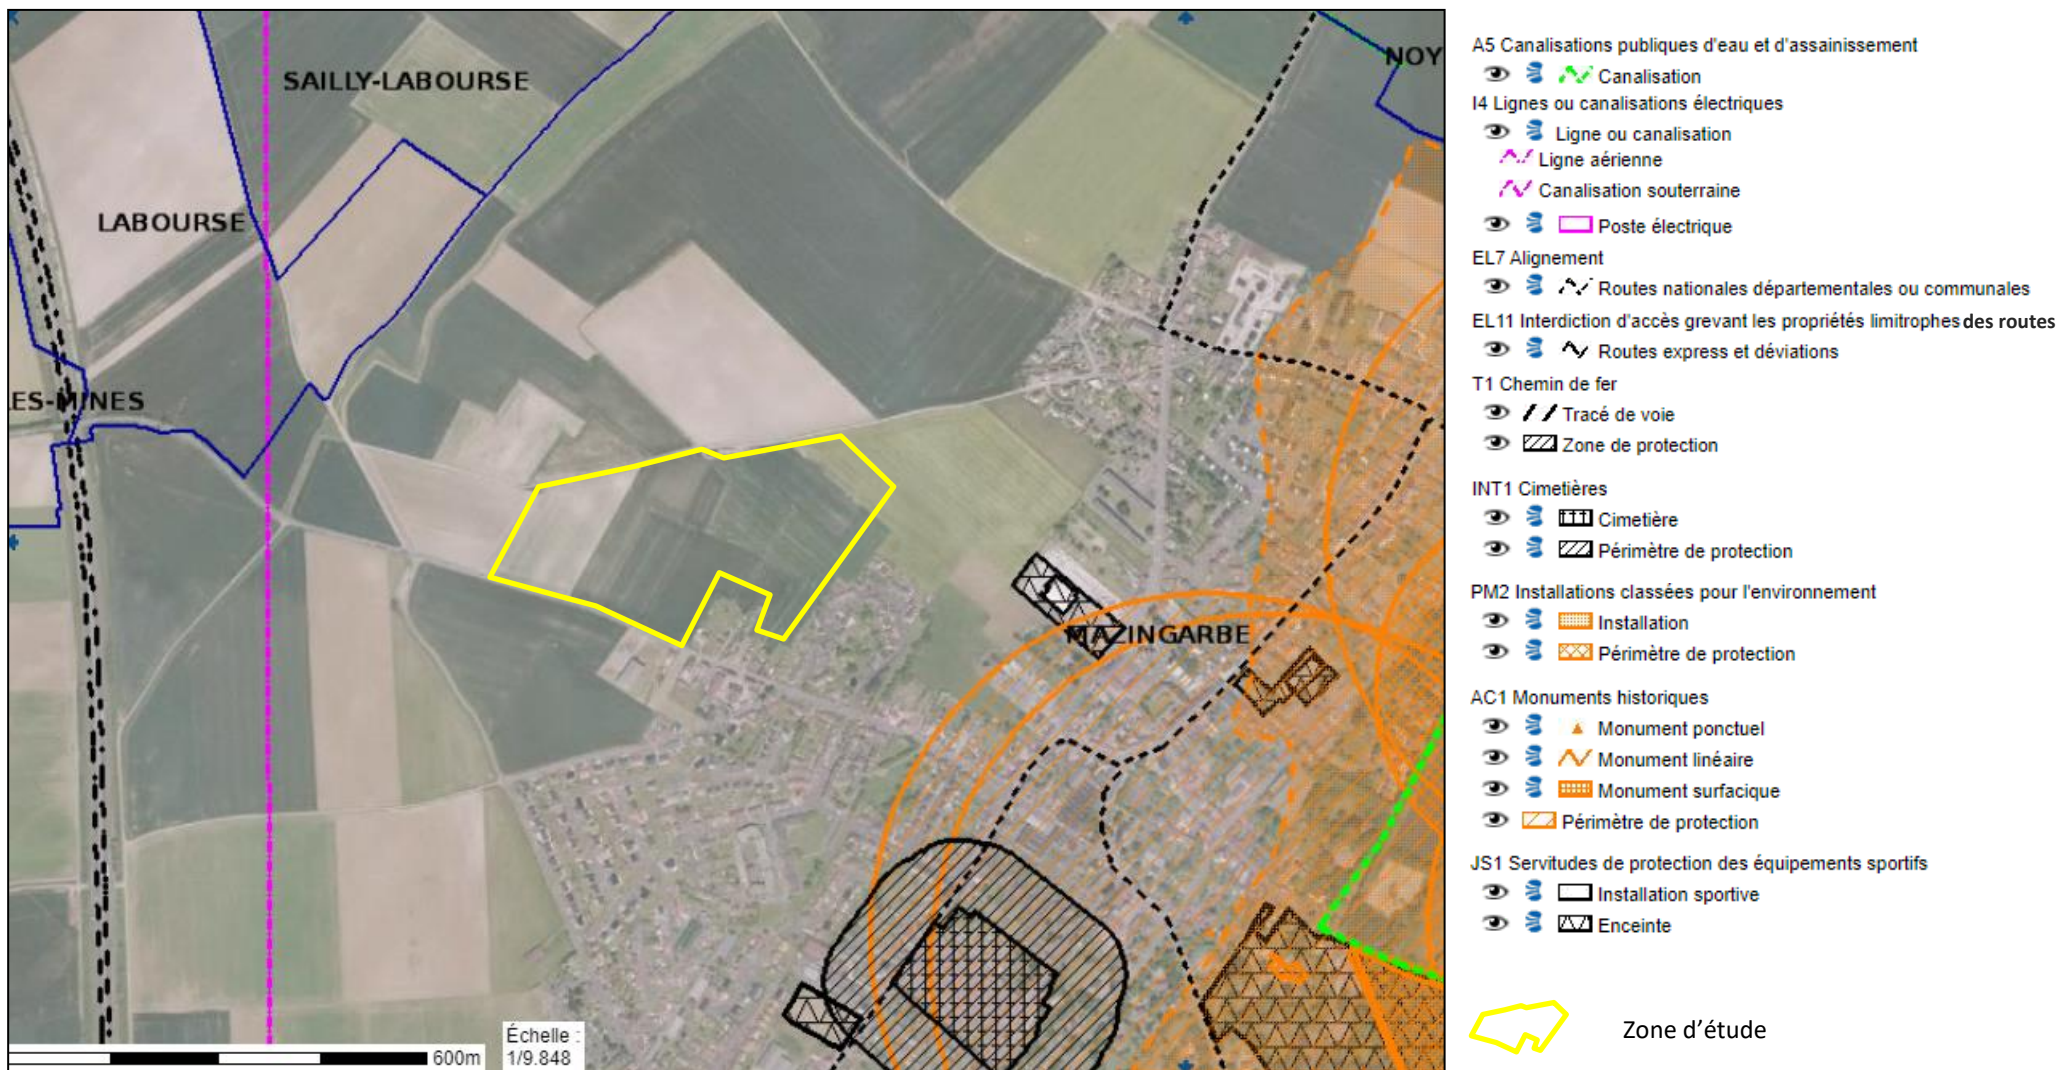 SAILLY-LABOURSE
NOY
LABOURSE
ES-MINES
MAZINGARBE
600m
Échelle :
1/9.848
A5 Canalisations publiques d'eau et d'assainissement
Canalisation
I4 Lignes ou canalisations électriques
Ligne ou canalisation
Ligne aérienne
Canalisation souterraine
Poste électrique
EL7 Alignement
Routes nationales départementales ou communales
EL11 Interdiction d'accès grevant les propriétés limitrophes des routes
Routes express et déviations
T1 Chemin de fer
Tracé de voie
Zone de protection
INT1 Cimetières
Cimetière
Périmètre de protection
PM2 Installations classées pour l'environnement
Installation
Périmètre de protection
AC1 Monuments historiques
Monument ponctuel
Monument linéaire
Monument surfacique
Périmètre de protection
JS1 Servitudes de protection des équipements sportifs
Installation sportive
Enceinte
Zone d'étude